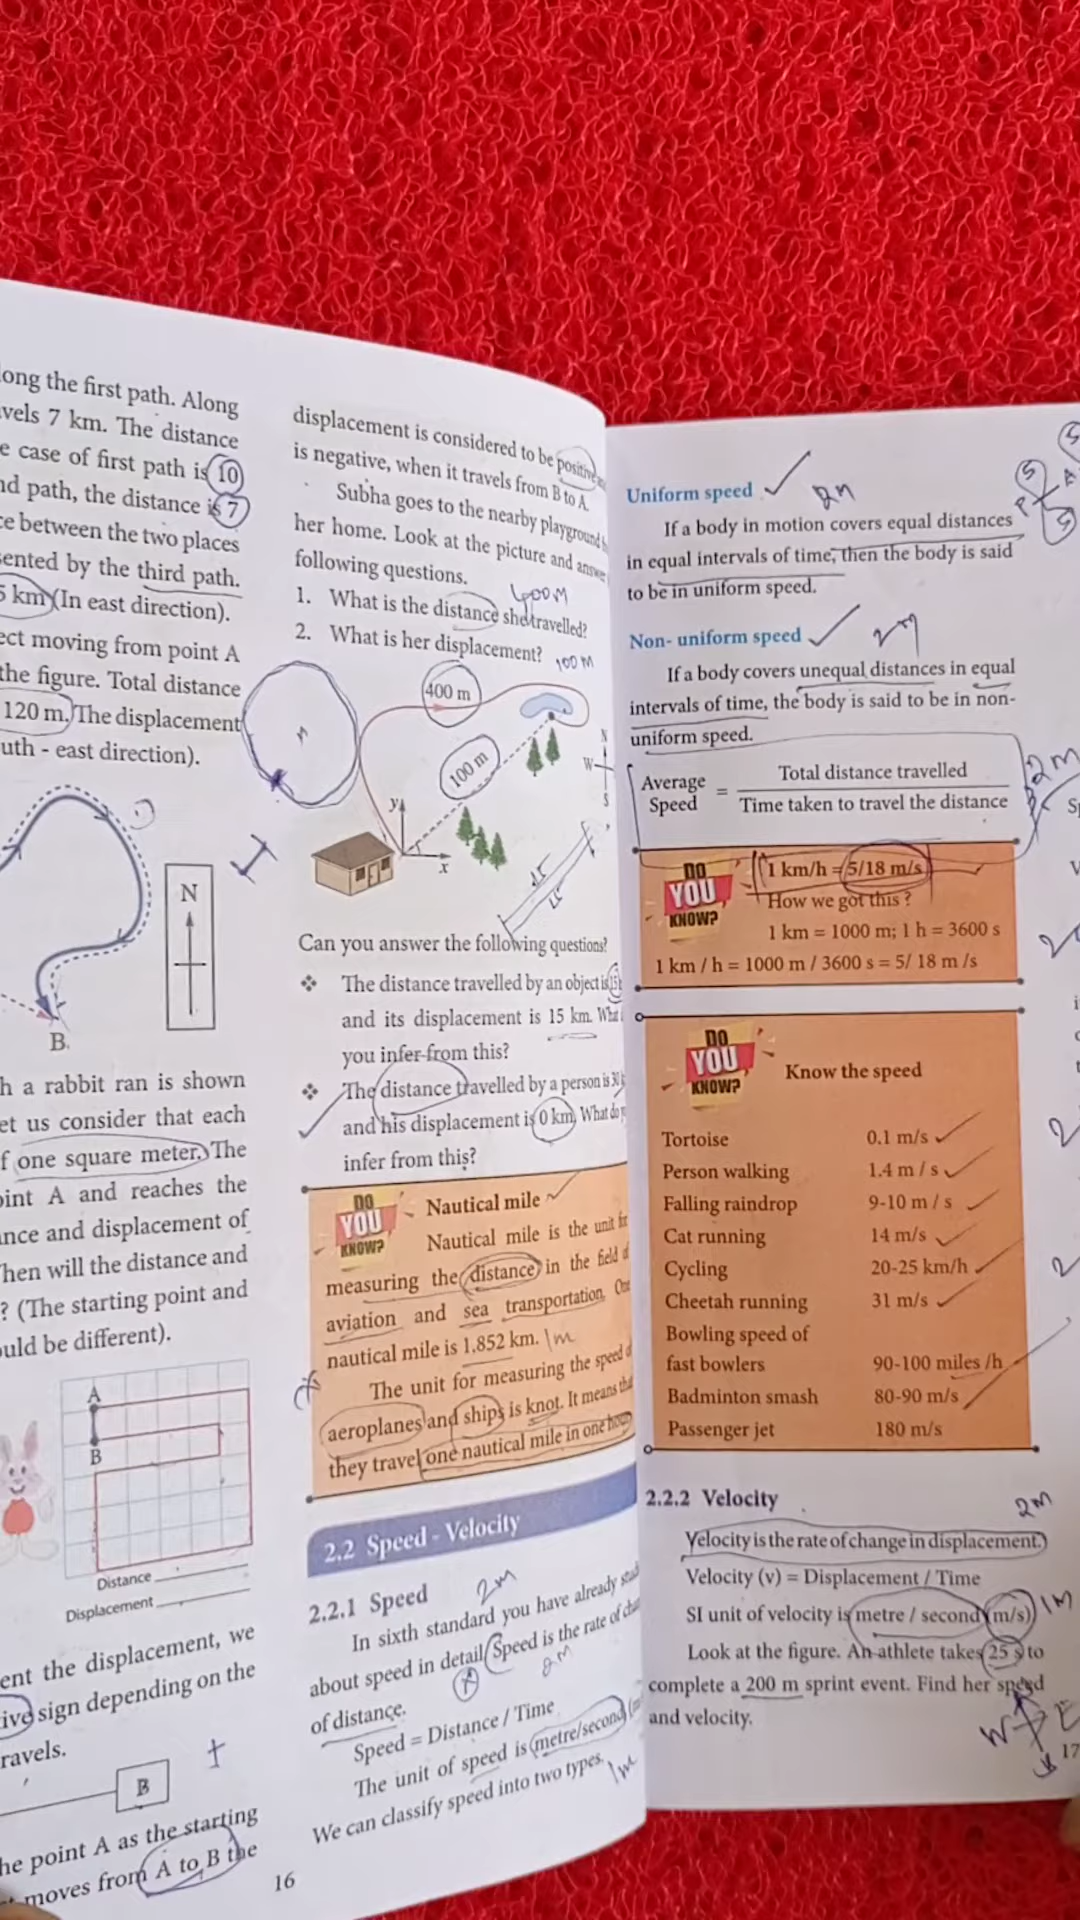 ong the first path. Along
vels 7 km. The distance
e case of first path is 10
nd path, the distance is 7
ce between the two places
sented by the third path.
5 km (In east direction).
ect moving from point A
the figure. Total distance
120 m. The displacement
uth - east direction).
N
B.
h a rabbit ran is shown
et us consider that each
f one square meter. The
oint A and reaches the
ance and displacement of
Then will the distance and
? (The starting point and
ould be different).
A
B
Distance
Displacement
ent the displacement, we
ive sign depending on the
ravels.
+
B
he point A as the starting
moves from A to B the
displacement is considered to be positive
is negative, when it travels from B to A.
Subha goes to the nearby playground
her home. Look at the picture and answer
following questions.
400M
1. What is the distance she travelled?
2. What is her displacement?
100 M
400 m
100 m
N
W
S
y
x
Can you answer the following questions?
❖ The distance travelled by an object is 15
and its displacement is 15 km. What
you infer from this?
❖ The distance travelled by a person is 30
and his displacement is 0 km. What do
infer from this?
DO
YOU
KNOW?
Nautical mile
Nautical mile is the unit for
measuring the distance in the field of
aviation and sea transportation. One
nautical mile is 1.852 km. 1m
The unit for measuring the speed of
aeroplanes and ships is knot. It means that
they travel one nautical mile in one hour
2.2 Speed - Velocity
2.2.1 Speed 2m
In sixth standard you have already
about speed in detail. Speed is the rate of
of distance. 2m
Speed = Distance / Time
The unit of speed is metre/second
We can classify speed into two types. 1m
16
Uniform speed 2m
If a body in motion covers equal distances
in equal intervals of time, then the body is said
to be in uniform speed.
Non- uniform speed 2m
If a body covers unequal distances in equal
intervals of time, the body is said to be in non-
uniform speed.
2m
Average Speed = Total distance travelled
Time taken to travel the distance
DO
YOU
KNOW?
1 km/h = 5/18 m/s
How we got this ?
1 km = 1000 m; 1 h = 3600 s
1 km / h = 1000 m / 3600 s = 5/ 18 m /s
DO
YOU
KNOW?
Know the speed
Tortoise 0.1 m/s
Person walking 1.4 m / s
Falling raindrop 9-10 m / s
Cat running 14 m/s
Cycling 20-25 km/h
Cheetah running 31 m/s
Bowling speed of
fast bowlers 90-100 miles /h
Badminton smash 80-90 m/s
Passenger jet 180 m/s
2.2.2 Velocity 2m
Velocity is the rate of change in displacement.
Velocity (v) = Displacement / Time
SI unit of velocity is metre / second (m/s) 1m
Look at the figure. An athlete takes 25 s to
complete a 200 m sprint event. Find her speed
and velocity.
W E
17